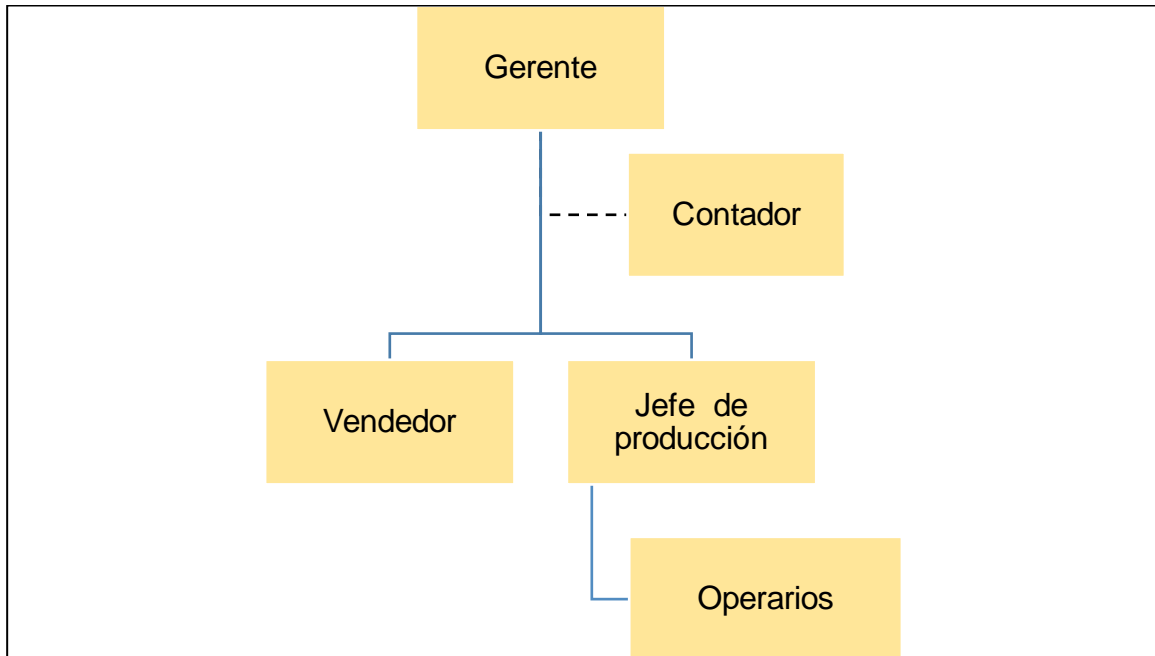 Gerente
Contador
Vendedor
Jefe de
producción
Operarios